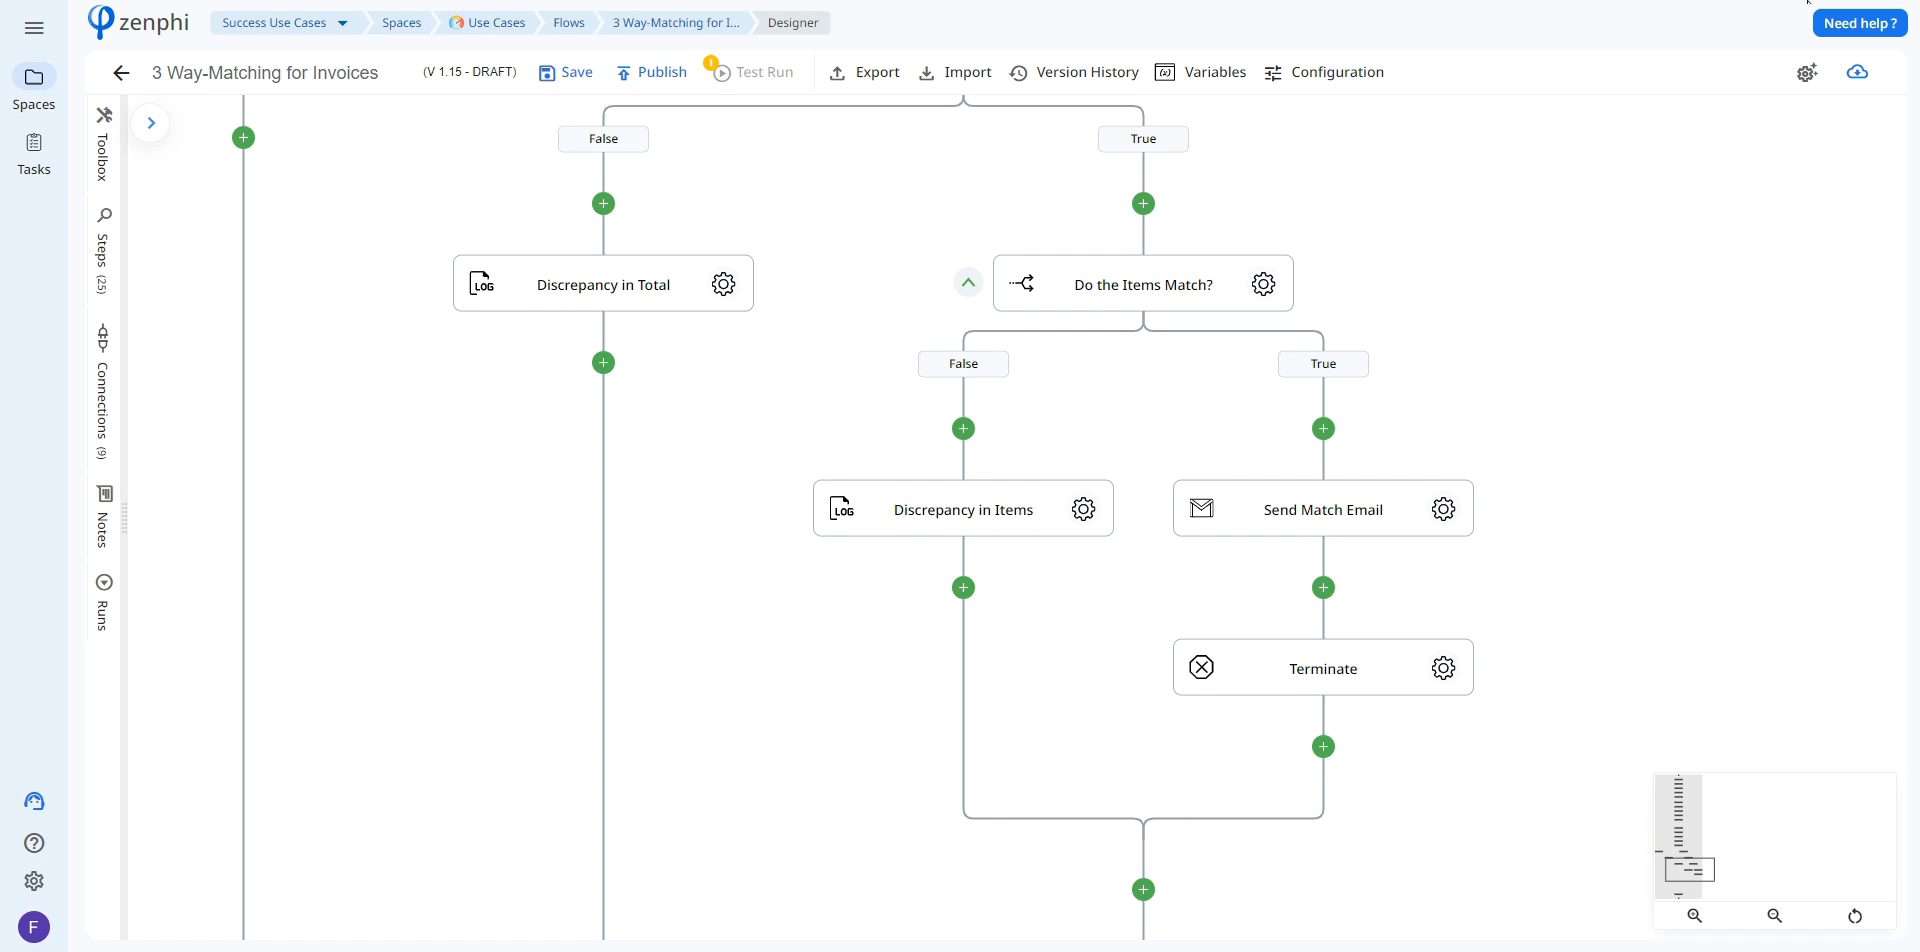 zenphi
Success Use Cases
Spaces
Use Cases
Flows
3 Way-Matching for I...
Designer
Need help ?
3 Way-Matching for Invoices
(V 1.15 - DRAFT)
Save
Publish
!
Test Run
Export
Import
Version History
(x)
Variables
Configuration
Spaces
Tasks
Toolbox
Steps (25)
Connections (9)
Notes
Runs
False
True
LOG
Discrepancy in Total
Do the Items Match?
False
True
LOG
Discrepancy in Items
Send Match Email
Terminate
F